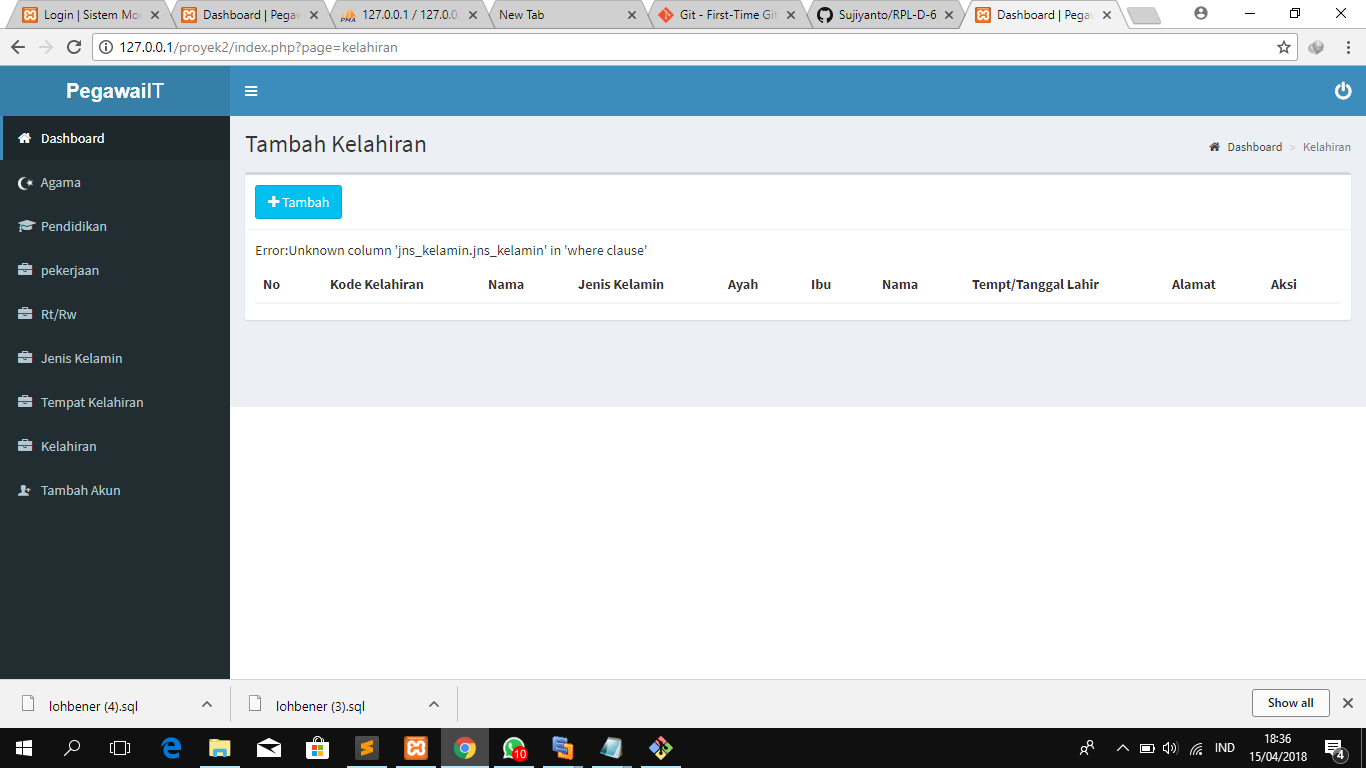 Login | Sistem Mor
Dashboard | Pegaw
PMA
127.0.0.1 / 127.0.0.
New Tab
Git - First-Time Git
Sujiyanto/RPL-D-6
Dashboard | Pegaw
127.0.0.1/proyek2/index.php?page=kelahiran
PegawaiIT
Dashboard
Agama
Pendidikan
pekerjaan
Rt/Rw
Jenis Kelamin
Tempat Kelahiran
Kelahiran
Tambah Akun
Tambah Kelahiran
Dashboard > Kelahiran
Tambah
Error:Unknown column 'jns_kelamin.jns_kelamin' in 'where clause'
No Kode Kelahiran Nama Jenis Kelamin Ayah Ibu Nama Tempt/Tanggal Lahir Alamat Aksi
lohbener (4).sql
lohbener (3).sql
Show all
10
IND
18:36
15/04/2018
4